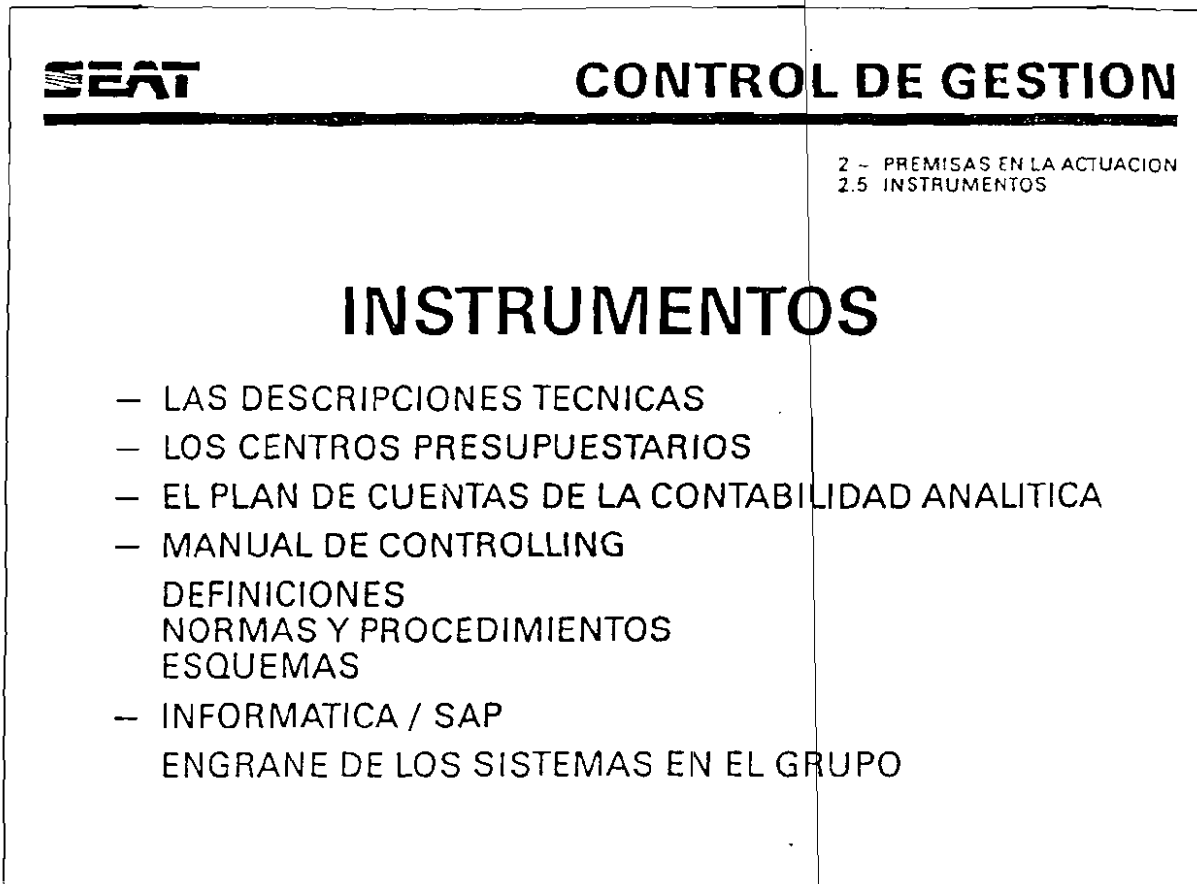 SEAT CONTROL DE GESTION
2 - PREMISAS EN LA ACTUACION
2.5 INSTRUMENTOS
INSTRUMENTOS
— LAS DESCRIPCIONES TECNICAS
— LOS CENTROS PRESUPUESTARIOS
— EL PLAN DE CUENTAS DE LA CONTABILIDAD ANALITICA
— MANUAL DE CONTROLLING
DEFINICIONES
NORMAS Y PROCEDIMIENTOS
ESQUEMAS
— INFORMATICA / SAP
ENGRANE DE LOS SISTEMAS EN EL GRUPO